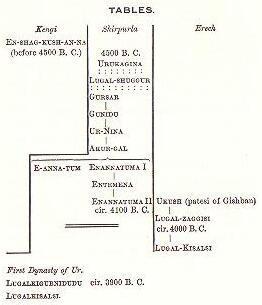 TABLES.
Kengi Shirpurla Erech
EN-SHAG-KUSH-AN-NA
(before 4500 B. C.)
4500 B. C.
URUKAGINA
LUGAL-SHUGGUR
GURSAR
GUNIDU
UR-NINA
AKUR-GAL
E-ANNA-TUM ENANNATUMA I
ENTEMENA
ENANNATUMA II
cir. 4100 B. C.
UKUSH (patesi of Gishban)
LUGAL-ZAGGISI
cir. 4000 B. C.
LUGAL-KISALSI
First Dynasty of Ur.
LUGALKIGUBNIDUDU cir. 3900 B. C.
LUGALKISALSI.